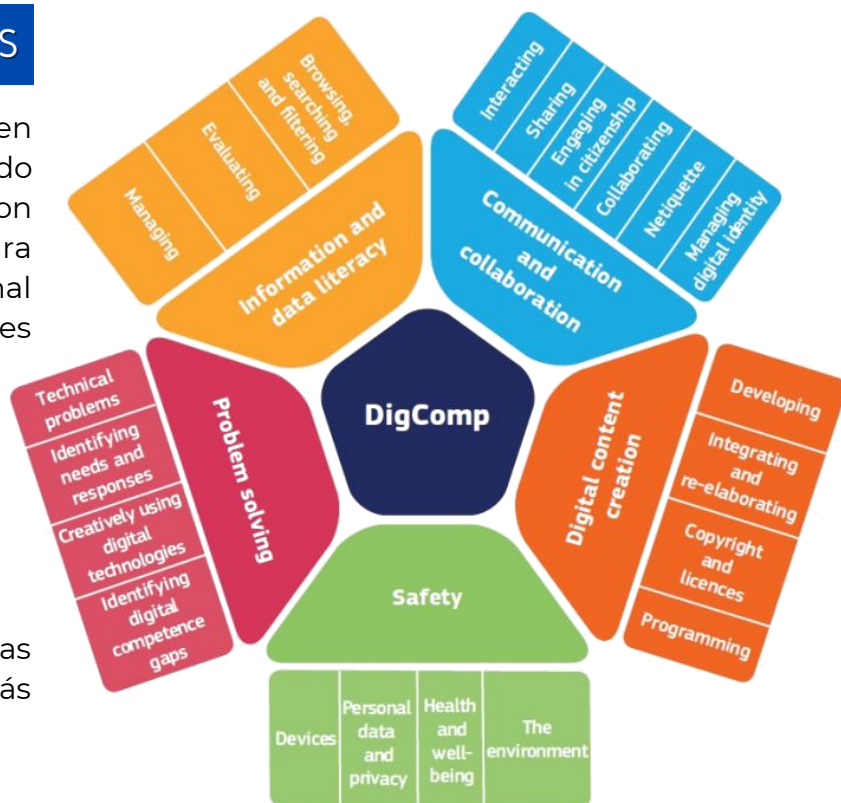 S
en
do
on
ara
nal
es
as
ás
Browsing,
searching
and filtering
Evaluating
Managing
Information and
data literacy
Interacting
Sharing
Engaging
in citizenship
Collaborating
Netiquette
Managing
digital identity
Communication
and
collaboration
DigComp
Developing
Integrating
and
re-elaborating
Copyright
and
licences
Programming
Digital content
creation
Technical
problems
Identifying
needs and
responses
Creatively using
digital
technologies
Identifying
digital
competence
gaps
Problem solving
Safety
Devices
Personal
data
and
privacy
Health
and
well-
being
The
environment